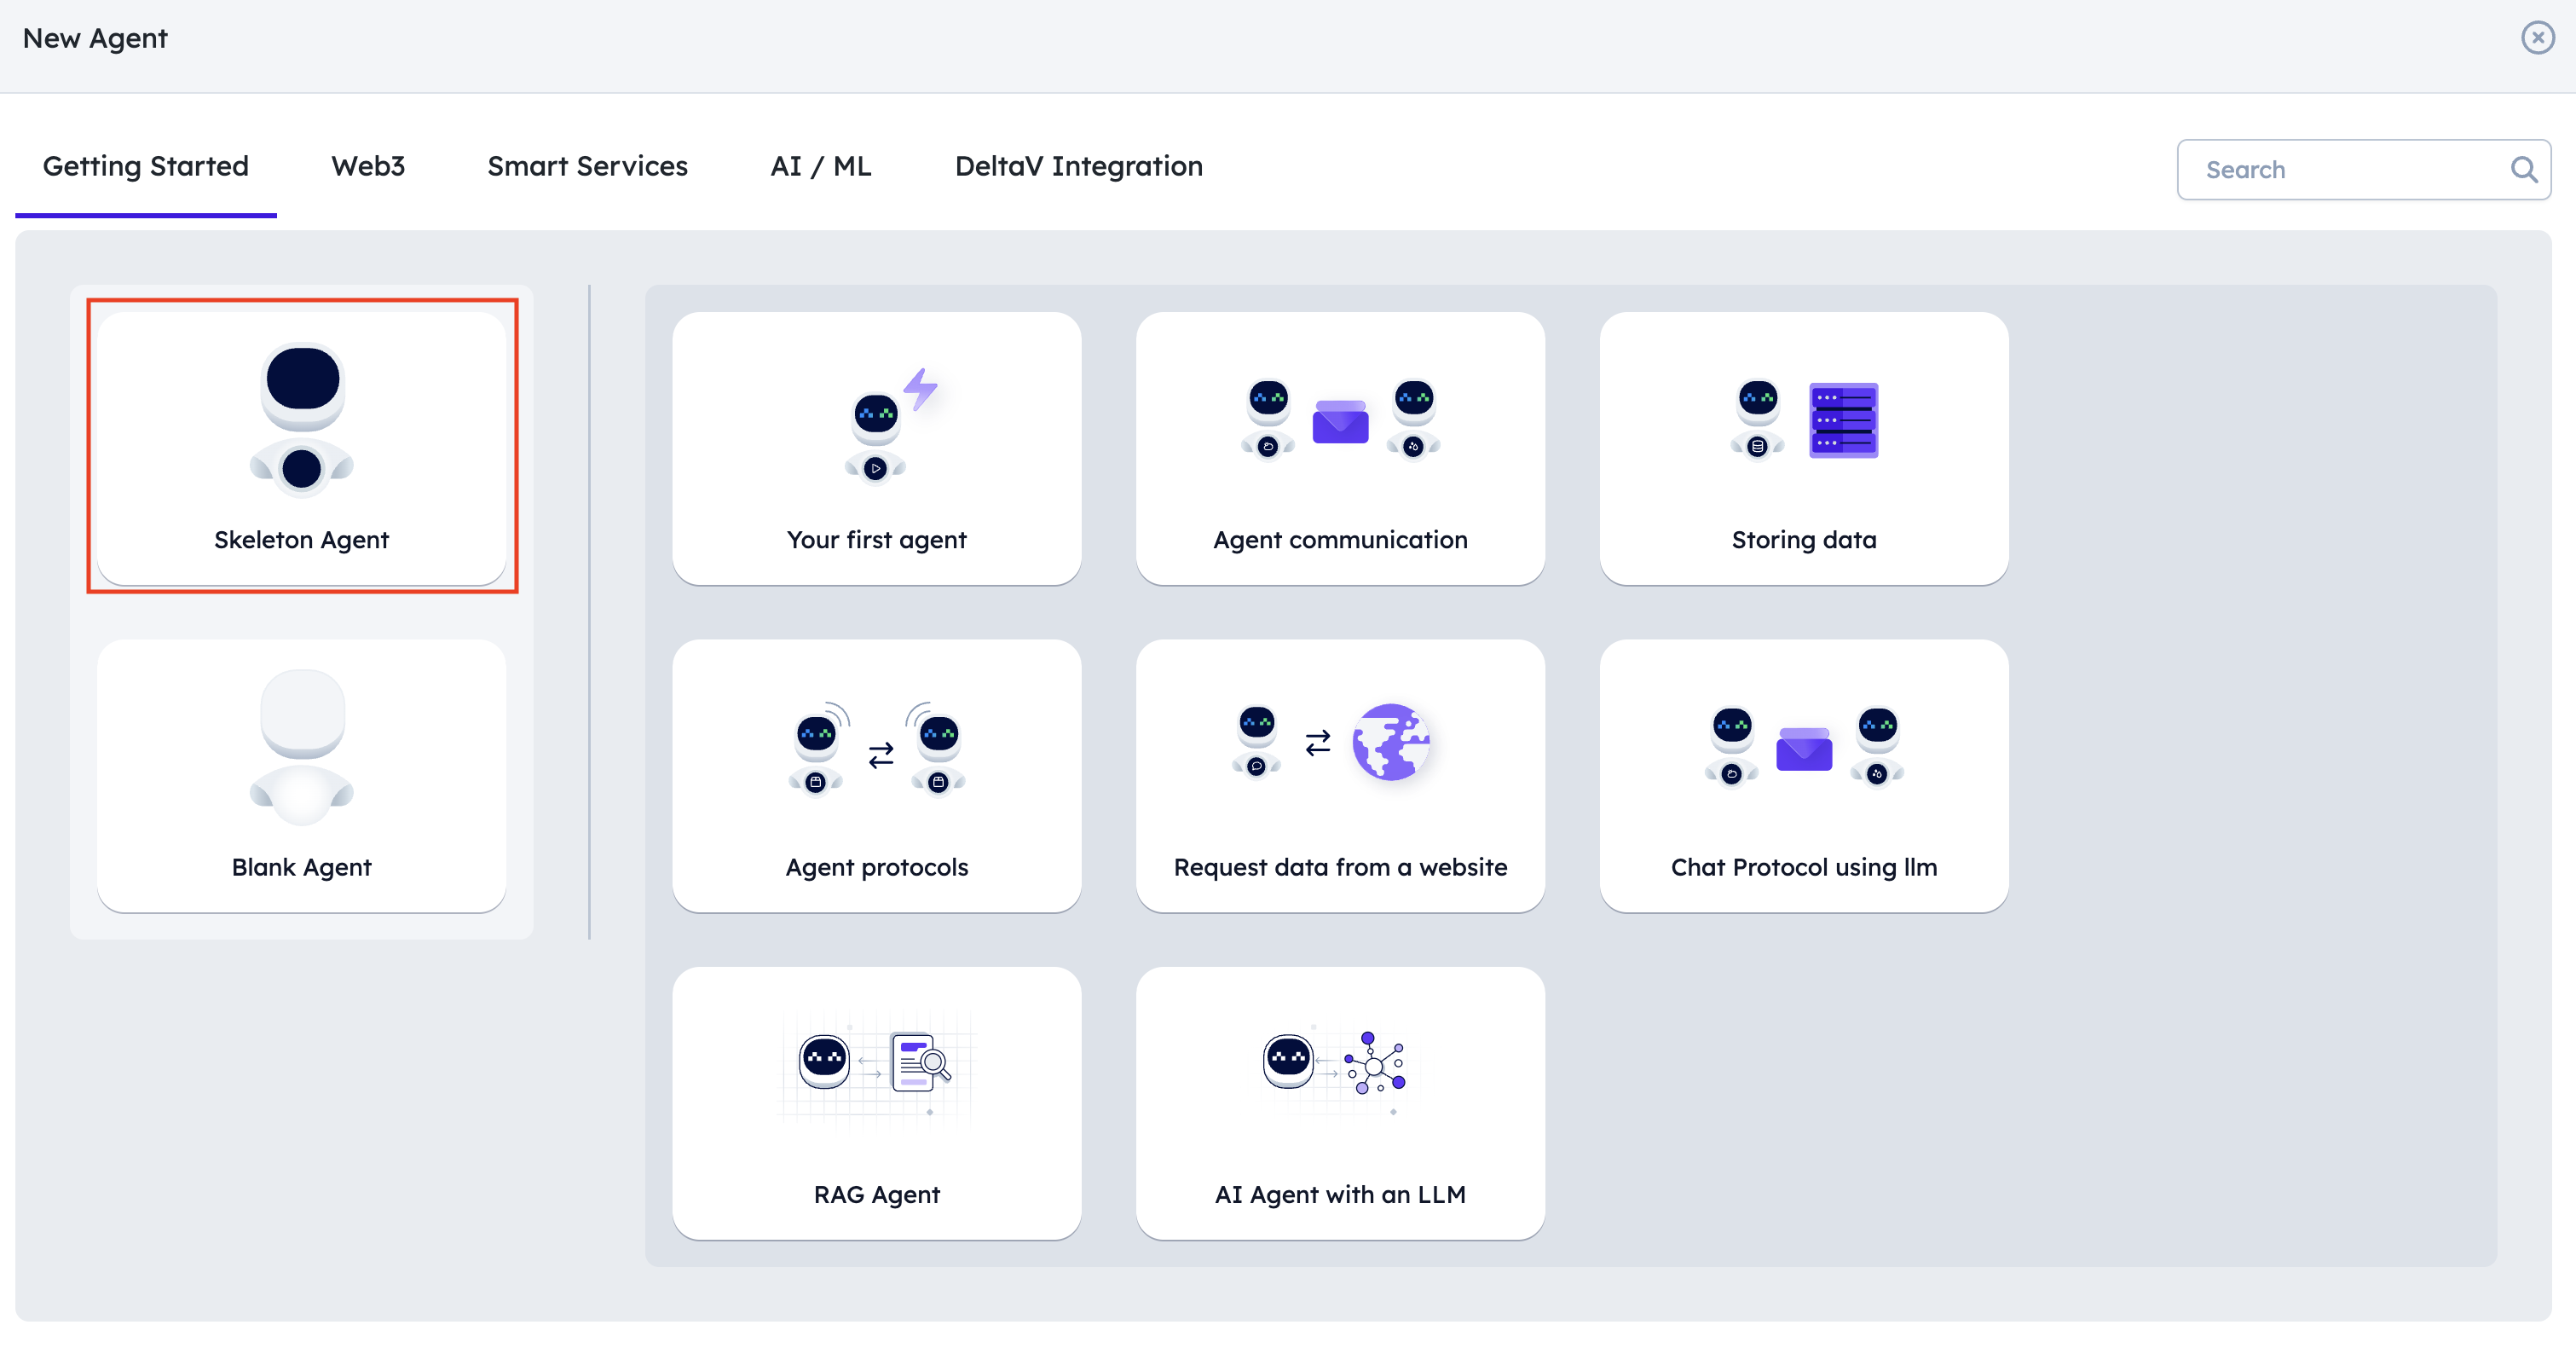 New Agent
Getting Started
Web3
Smart Services
AI / ML
DeltaV Integration
Search
Skeleton Agent
Blank Agent
Your first agent
Agent communication
Storing data
Agent protocols
Request data from a website
Chat Protocol using llm
RAG Agent
AI Agent with an LLM